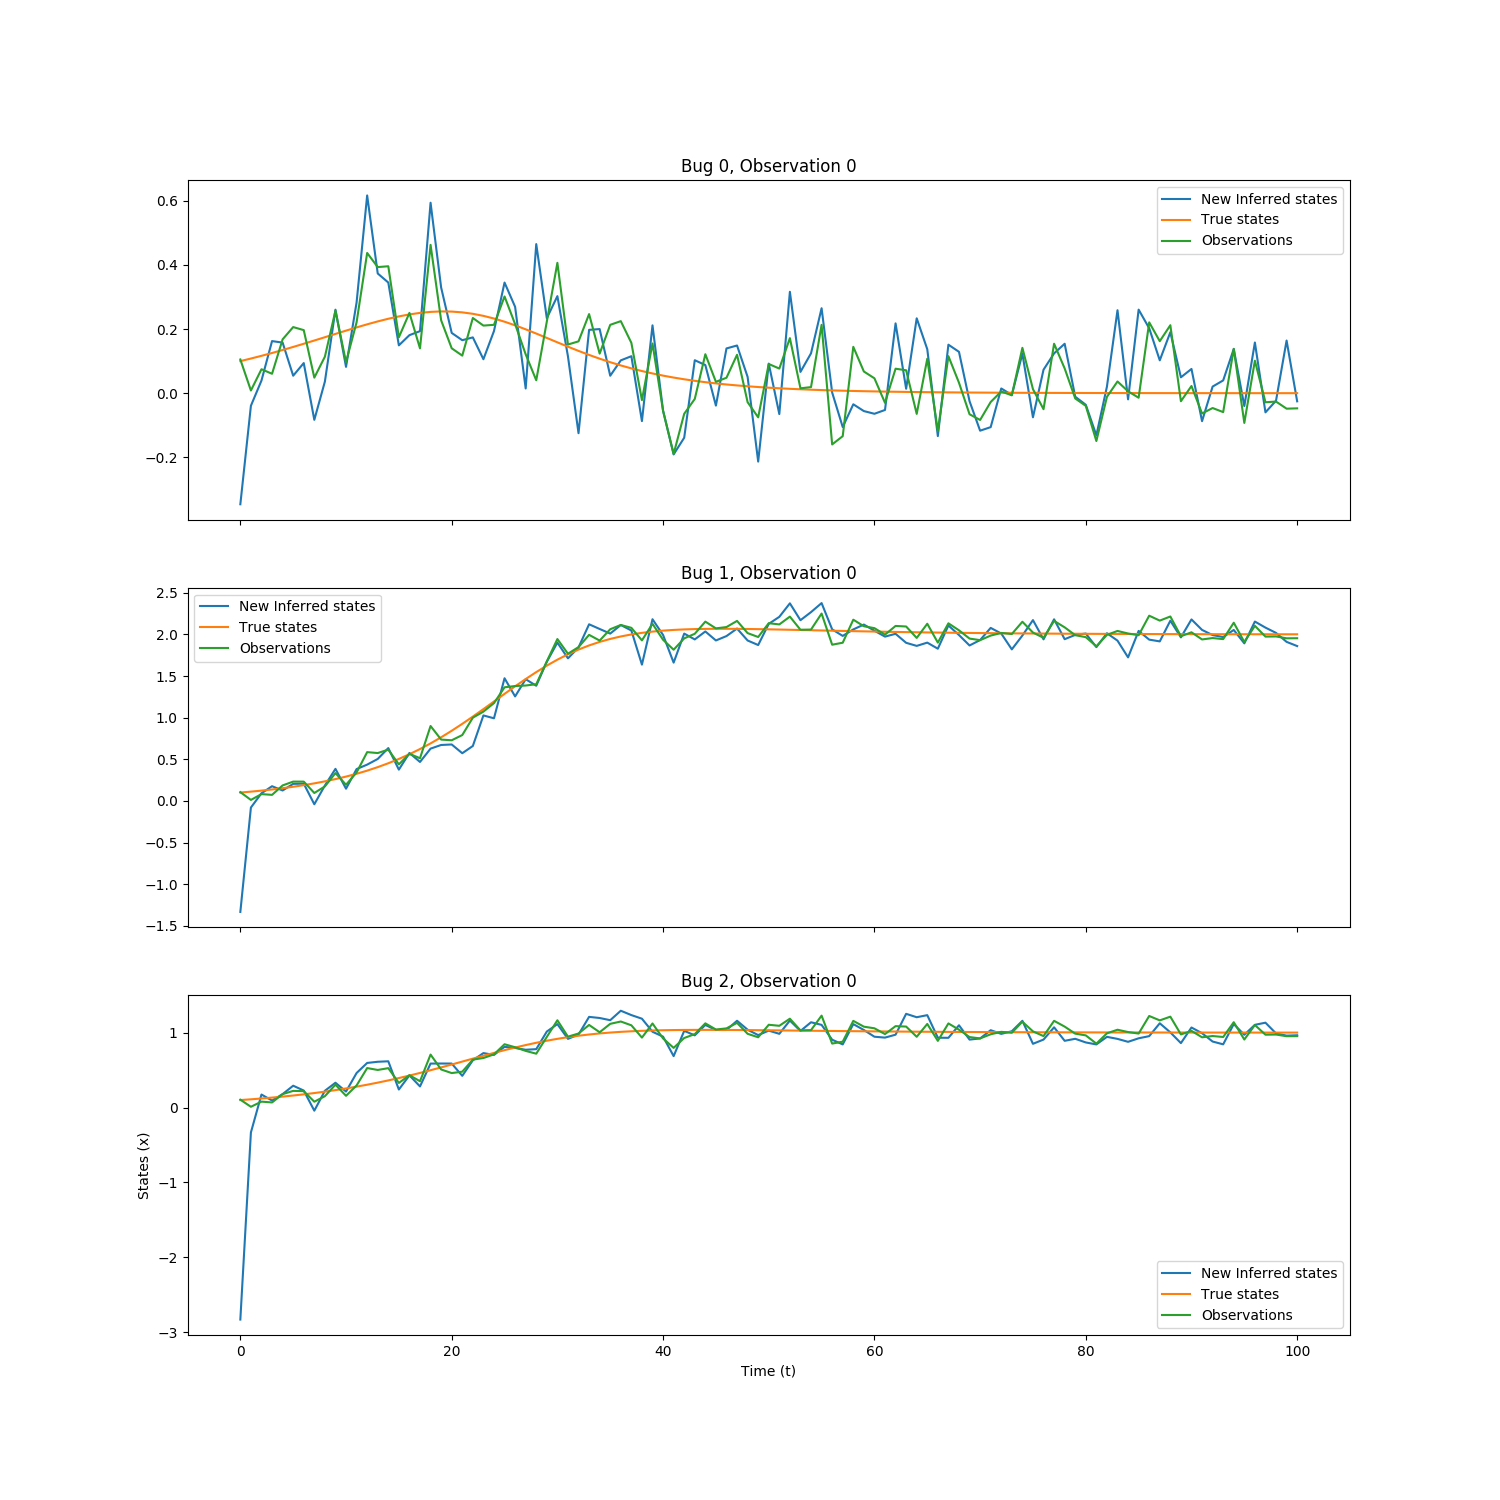 Bug 0, Observation 0
0.6
0.4
0.2
0.0
−0.2
New Inferred states
True states
Observations
Bug 1, Observation 0
2.5
2.0
1.5
1.0
0.5
0.0
−0.5
−1.0
−1.5
New Inferred states
True states
Observations
Bug 2, Observation 0
1
0
−1
−2
−3
States (x)
New Inferred states
True states
Observations
0 20 40 60 80 100
Time (t)